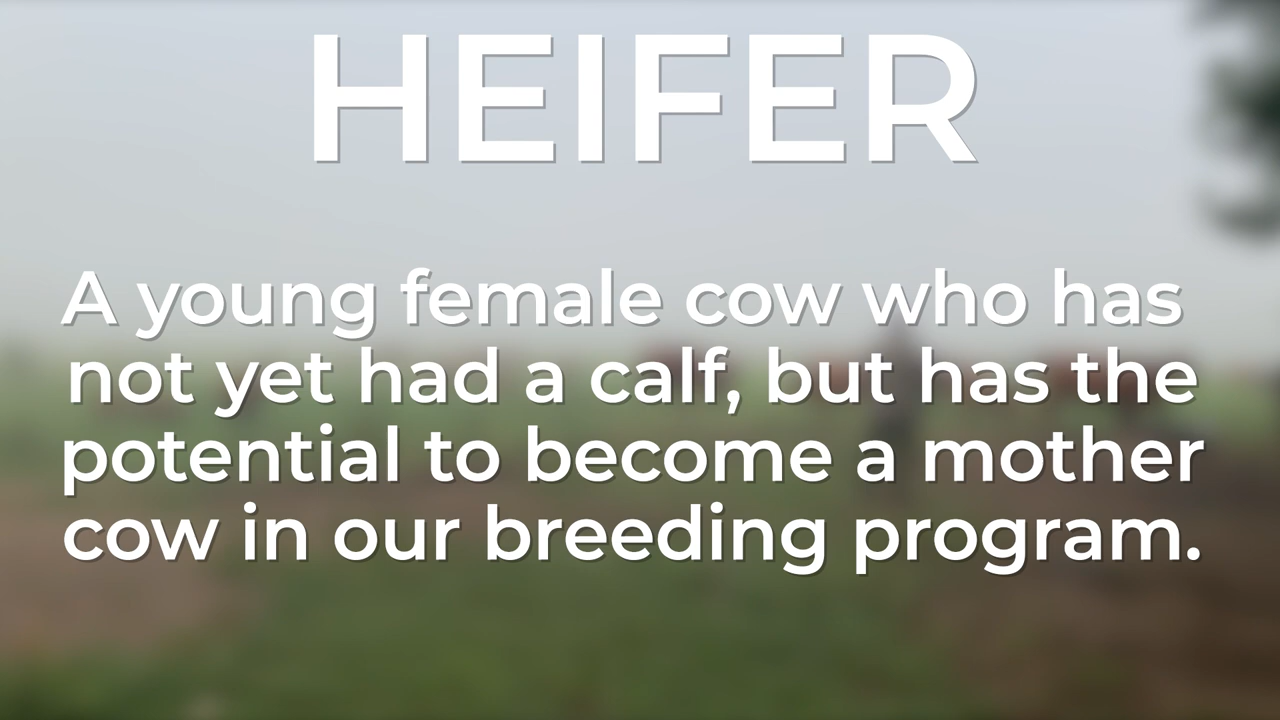 HEIFER
A young female cow who has
not yet had a calf, but has the
potential to become a mother
cow in our breeding program.